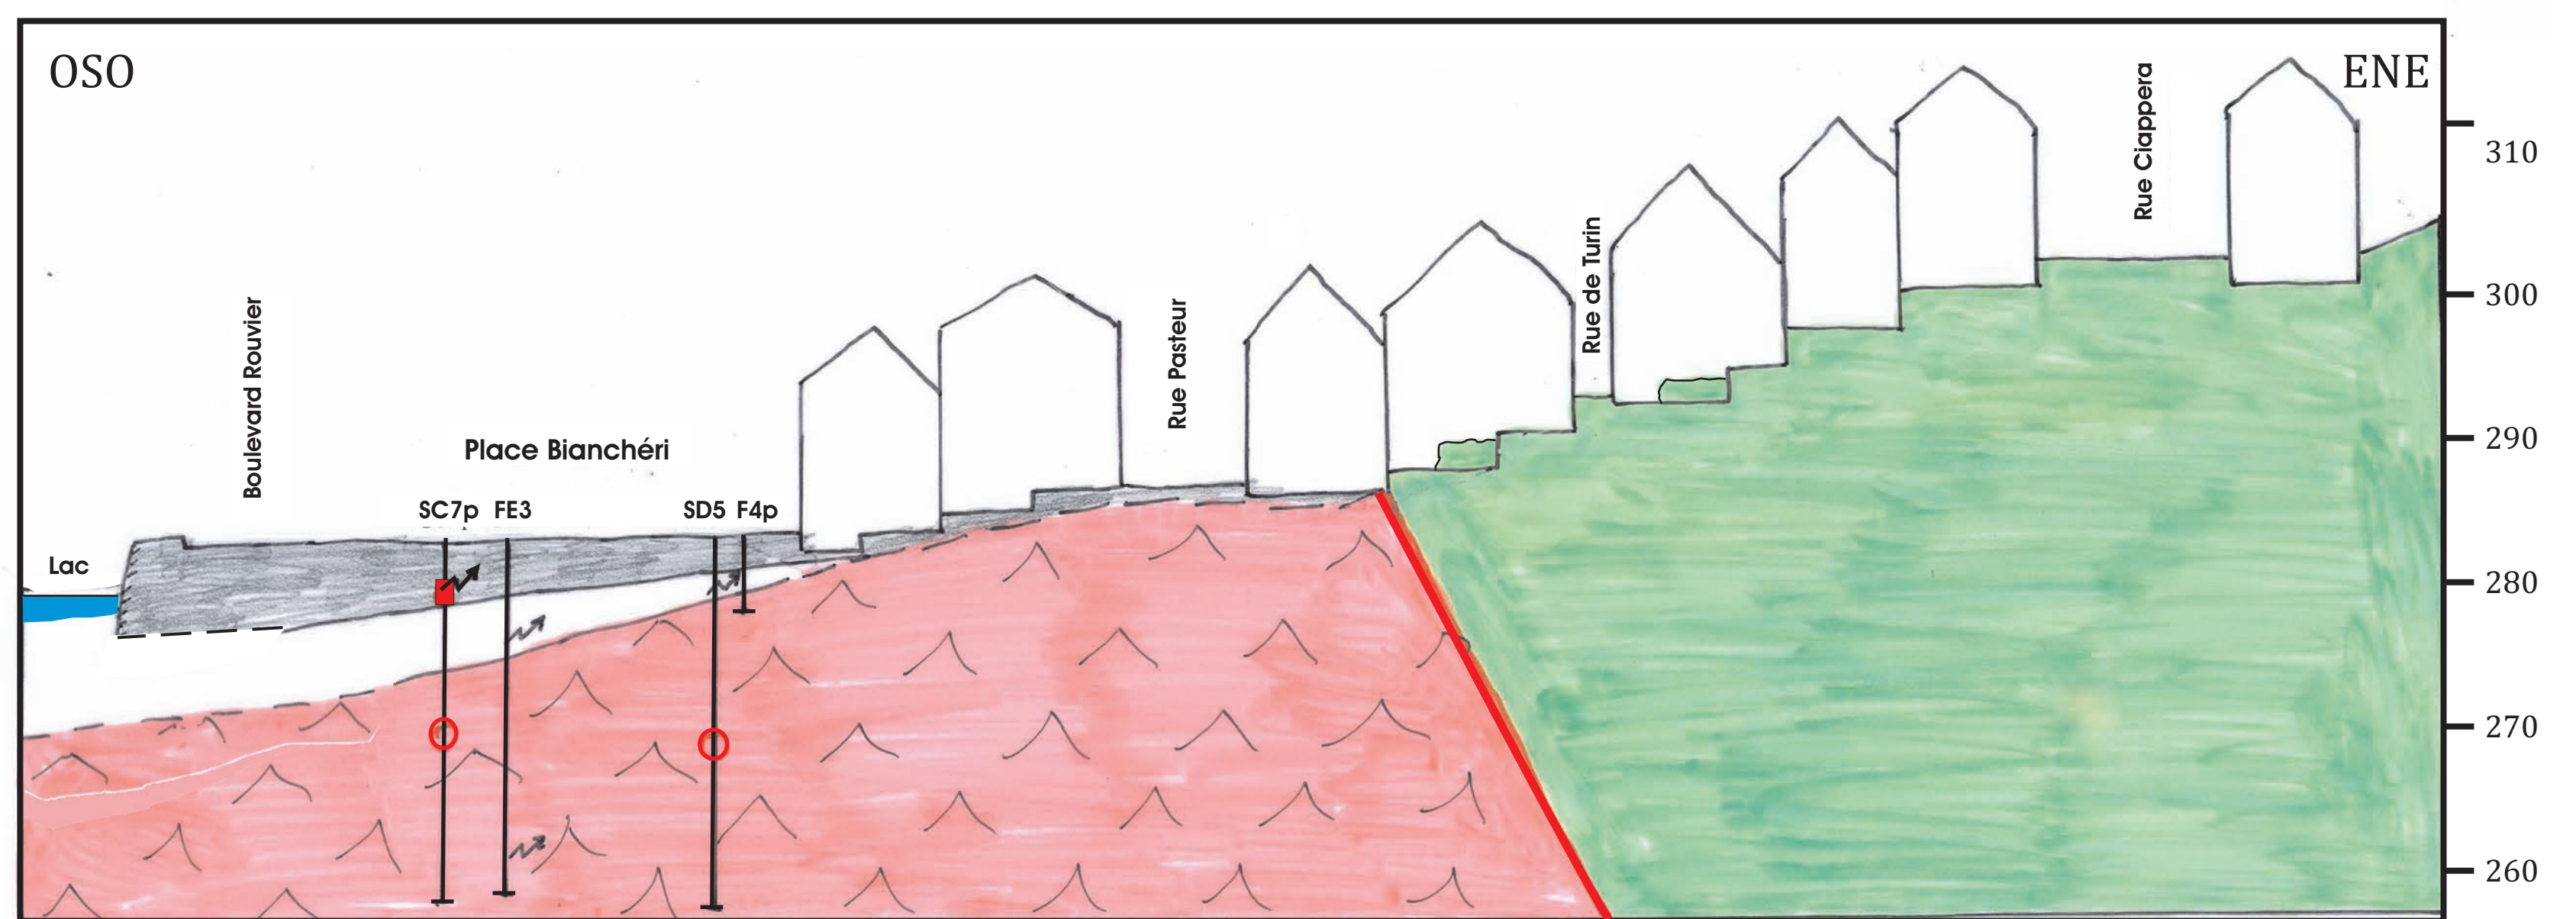 OSO
ENE
Rue Ciappera
310
Rue de Turin
300
Boulevard Rouvier
Rue Pasteur
290
Place Bianchéri
SC7p FE3
SD5 F4p
Lac
280
270
260